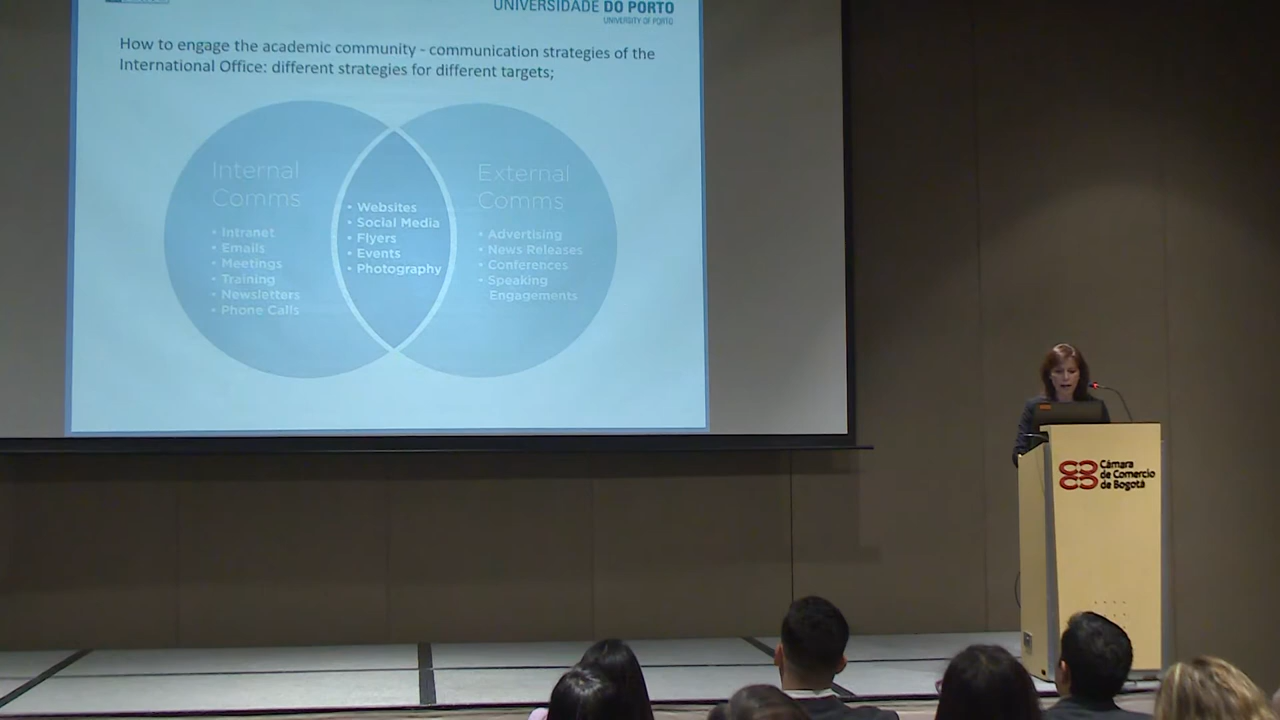 UNIVERSIDADE DO PORTO
UNIVERSITY OF PORTO
How to engage the academic community - communication strategies of the
International Office: different strategies for different targets;
Internal
Comms
• Intranet
• Emails
• Meetings
• Training
• Newsletters
• Phone Calls
• Websites
• Social Media
• Flyers
• Events
• Photography
External
Comms
• Advertising
• News Releases
• Conferences
• Speaking
Engagements
Cámara
de Comercio
de Bogotá